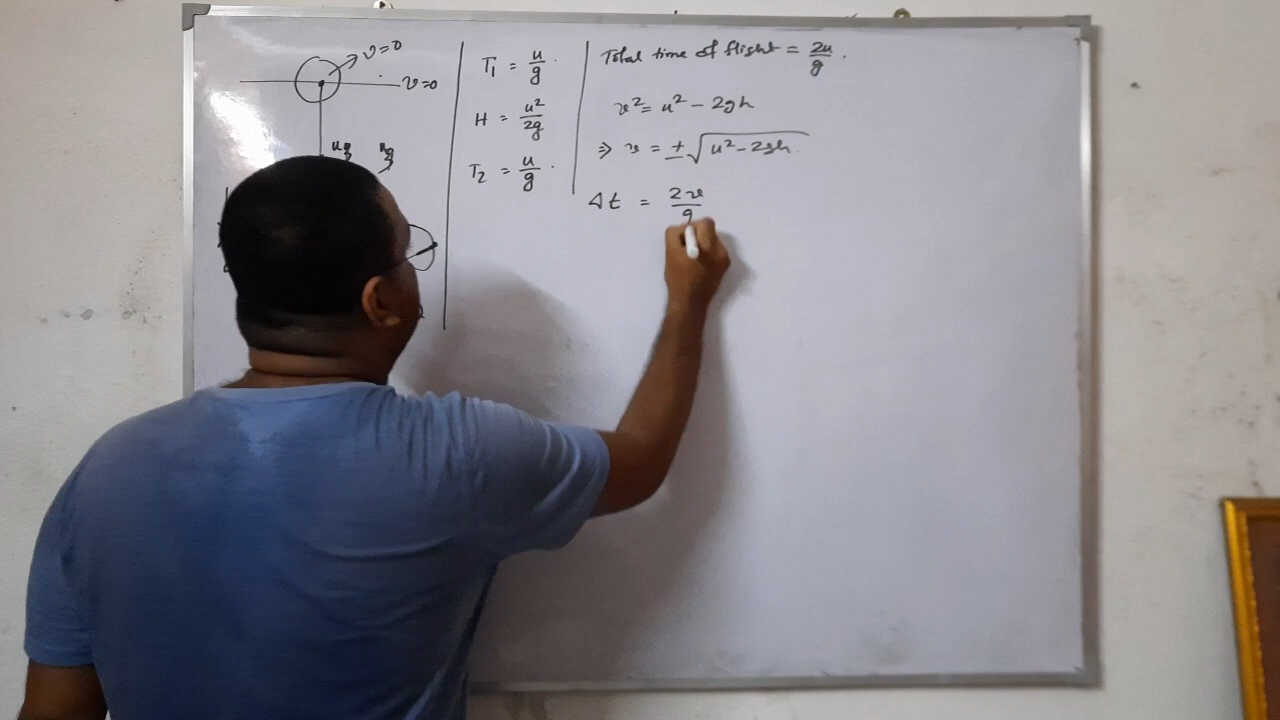 v=0
v=0
T₁ = u/g
H = u²/2g
T₂ = u/g
Total time of flight = 2u/g.
v² = u² - 2gh
⇒ v = ± √u²-2gh.
Δt = 2v/g